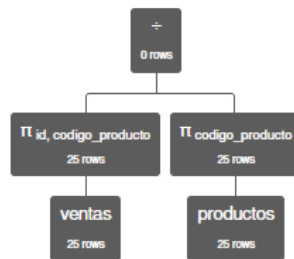 ÷
0 rows
π id, codigo_producto
25 rows
π codigo_producto
25 rows
ventas
25 rows
productos
25 rows